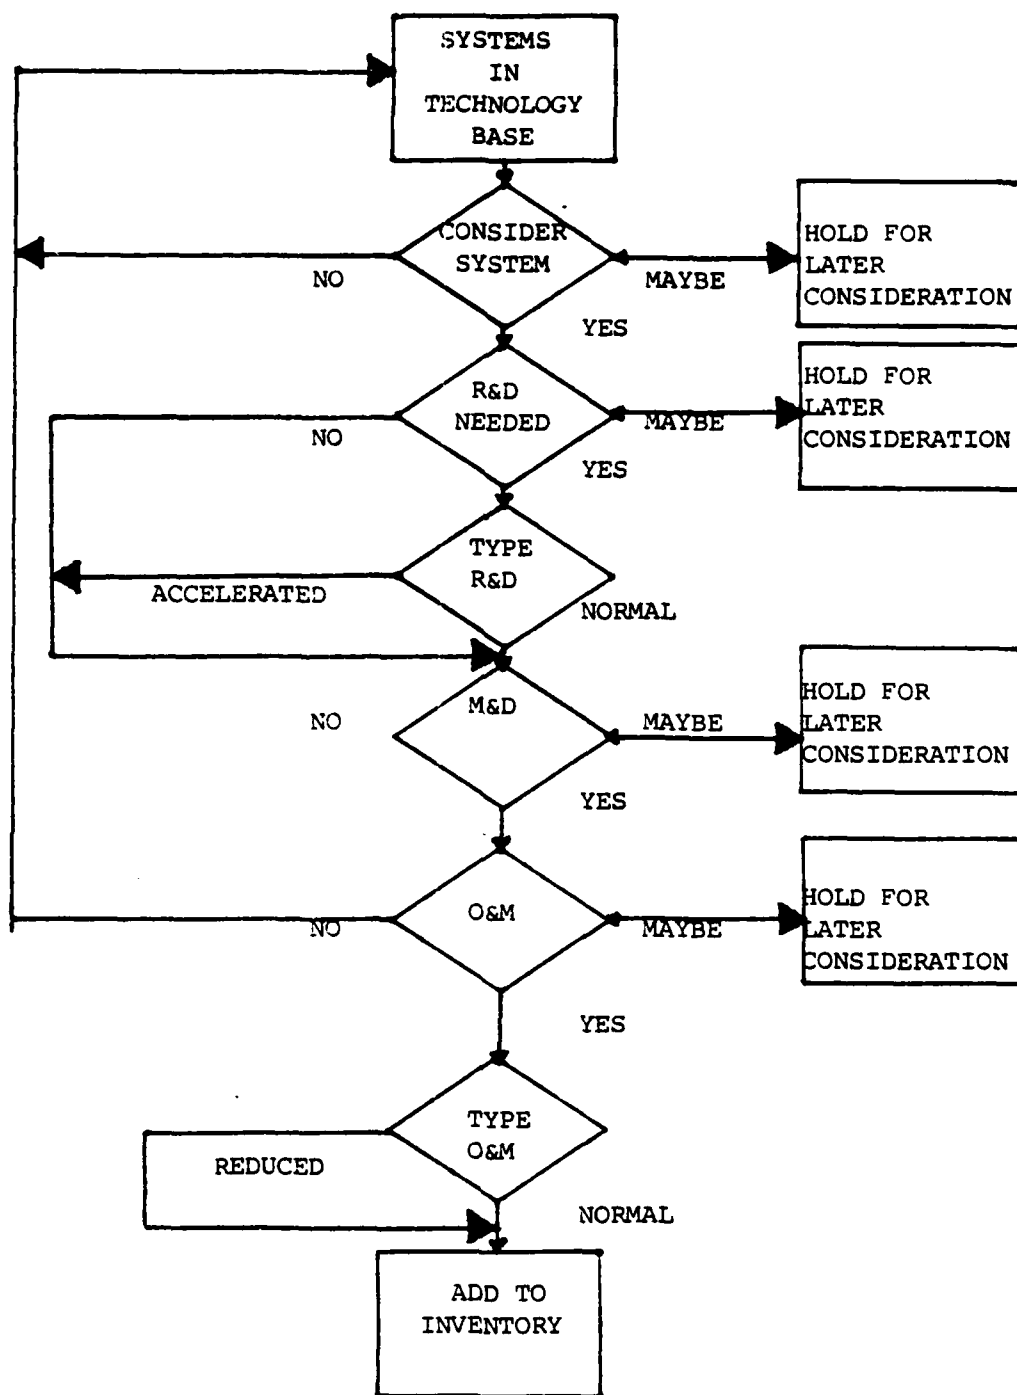 SYSTEMS
IN
TECHNOLOGY
BASE
CONSIDER
SYSTEM
NO
MAYBE
YES
HOLD FOR
LATER
CONSIDERATION
R&D
NEEDED
NO
MAYBE
YES
HOLD FOR
LATER
CONSIDERATION
TYPE
R&D
ACCELERATED
NORMAL
M&D
NO
MAYBE
YES
HOLD FOR
LATER
CONSIDERATION
O&M
NO
MAYBE
YES
HOLD FOR
LATER
CONSIDERATION
TYPE
O&M
REDUCED
NORMAL
ADD TO
INVENTORY